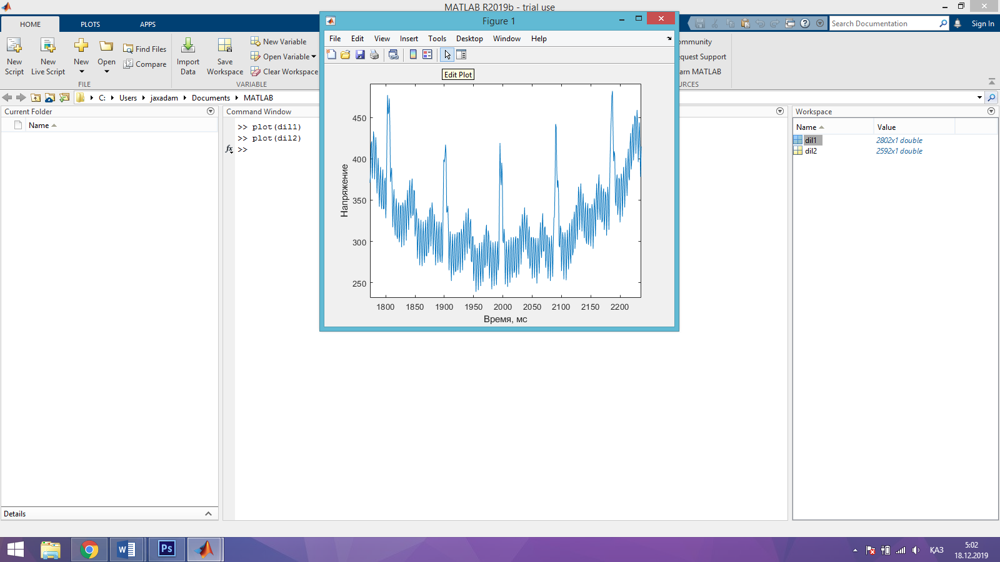 MATLAB R2019b - trial use
HOME
PLOTS
APPS
Search Documentation
Sign In
New Script
New Live Script
New
Open
Find Files
Compare
FILE
Import Data
Save Workspace
New Variable
Open Variable
Clear Workspace
VARIABLE
ommunity
equest Support
arn MATLAB
URCES
C:
Users
jaxadam
Documents
MATLAB
Current Folder
Name
Details
Command Window
>> plot(dil1)
>> plot(dil2)
fx >>
Workspace
Name
Value
dil1
2802x1 double
dil2
2592x1 double
Figure 1
File
Edit
View
Insert
Tools
Desktop
Window
Help
Edit Plot
450
400
350
300
250
Напряжение
1800
1850
1900
1950
2000
2050
2100
2150
2200
Время, мс
Ps
ҚАЗ
5:02
18.12.2019